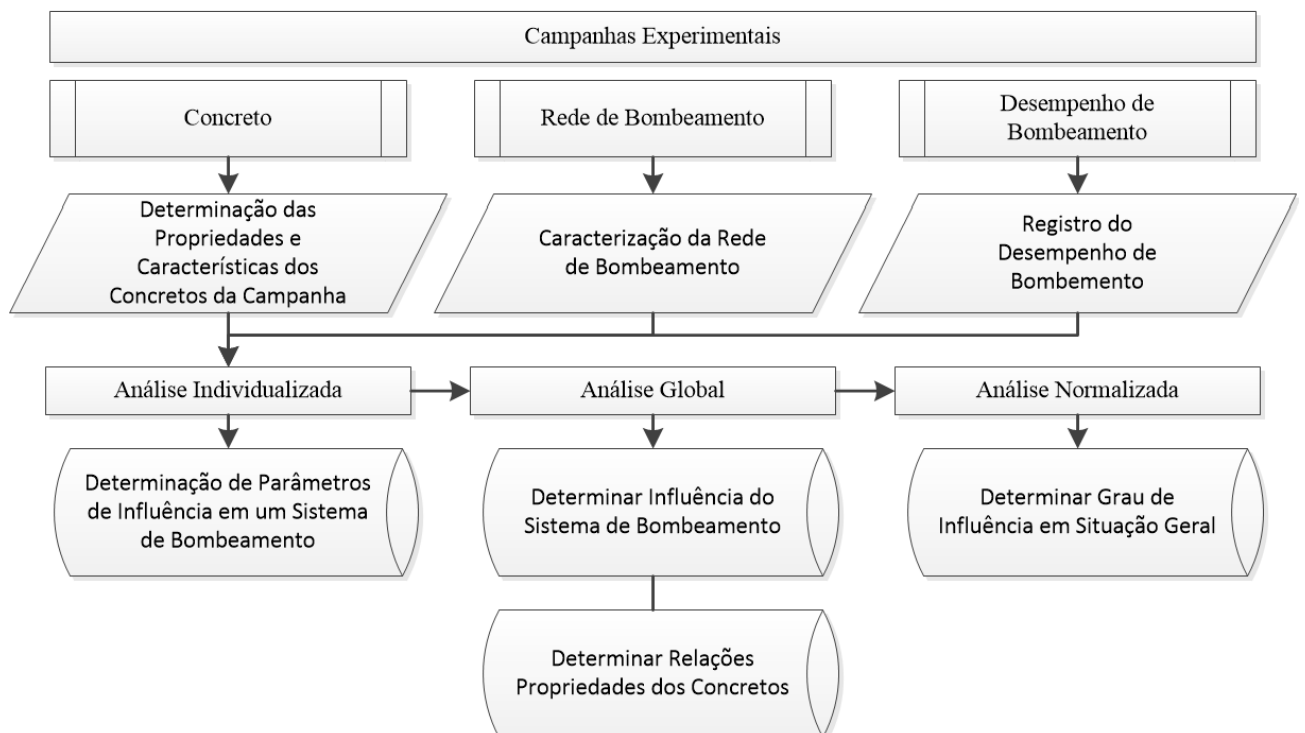 Campanhas Experimentais
Concreto
Rede de Bombeamento
Desempenho de
Bombeamento
Determinação das
Propriedades e
Características dos
Concretos da Campanha
Caracterização da Rede
de Bombeamento
Registro do
Desempenho de
Bombemento
Análise Individualizada
Análise Global
Análise Normalizada
Determinação de Parâmetros
de Influência em um Sistema
de Bombeamento
Determinar Influência do
Sistema de Bombeamento
Determinar Grau de
Influência em Situação Geral
Determinar Relações
Propriedades dos Concretos